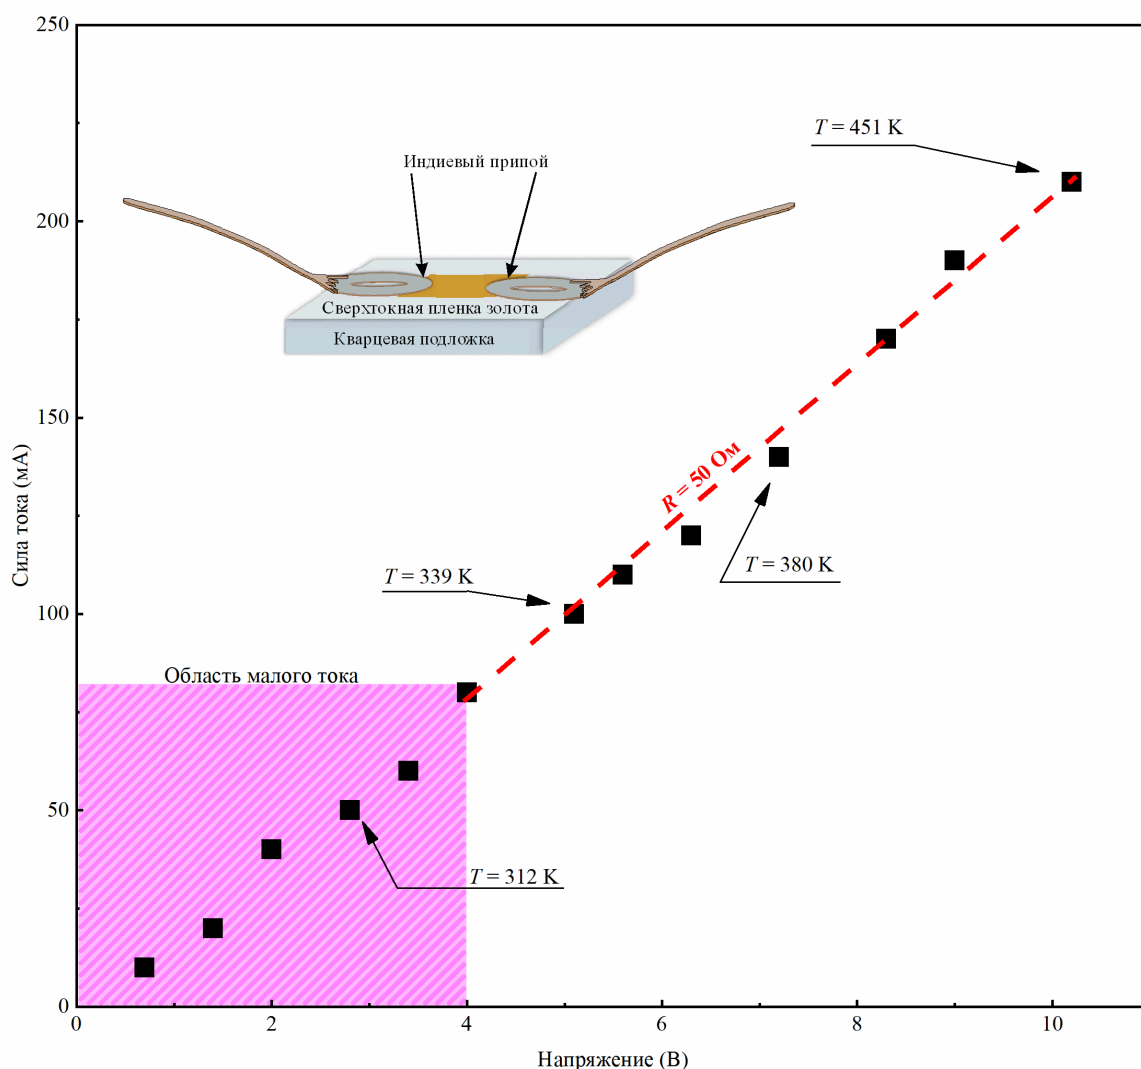 250
200
150
100
50
0
0
2
4
6
8
10
Сила тока (мА)
Напряжение (В)
T = 451 K
Индиевый припой
Сверхтокная пленка золота
Кварцевая подложка
R = 50 Ом
T = 339 K
T = 380 K
Область малого тока
T = 312 K